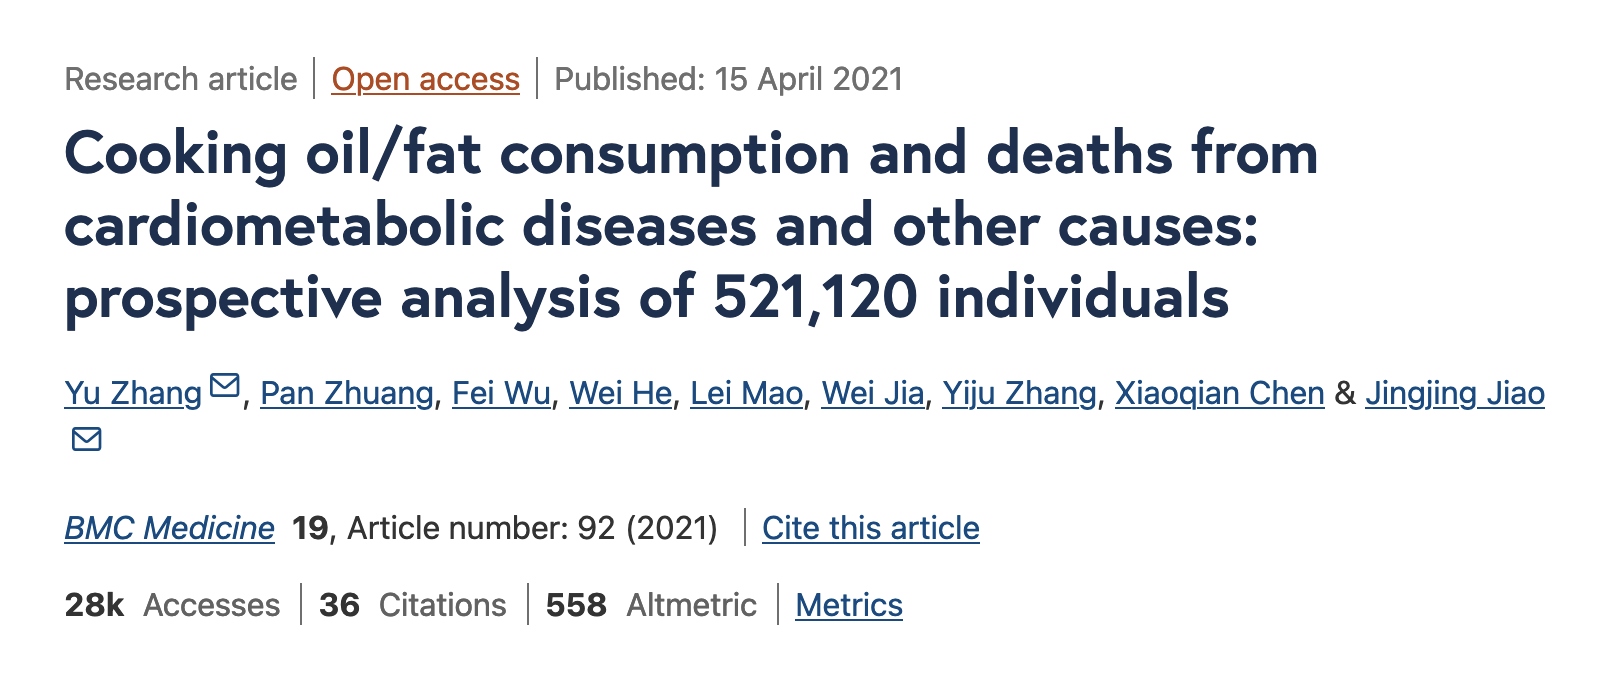 Research article | Open access | Published: 15 April 2021
Cooking oil/fat consumption and deaths from
cardiometabolic diseases and other causes:
prospective analysis of 521,120 individuals
Yu Zhang, Pan Zhuang, Fei Wu, Wei He, Lei Mao, Wei Jia, Yiju Zhang, Xiaoqian Chen & Jingjing Jiao
BMC Medicine 19, Article number: 92 (2021) | Cite this article
28k Accesses | 36 Citations | 558 Altmetric | Metrics